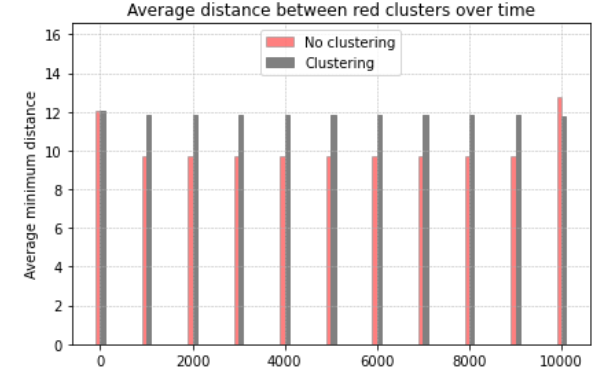 Average distance between red clusters over time
No clustering
Clustering
Average minimum distance
16
14
12
10
8
6
4
2
0
0 2000 4000 6000 8000 10000